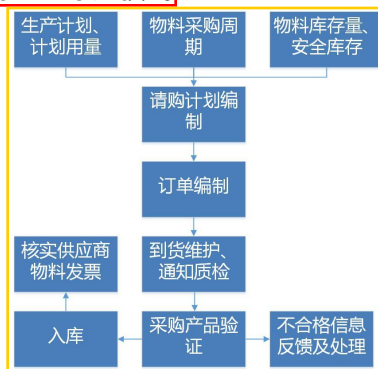 生产计划、
计划用量
物料采购周
期
物料库存量、
安全库存
请购计划编
制
订单编制
核实供应商
物料发票
到货维护、
通知质检
入库
采购产品验
证
不合格信息
反馈及处理